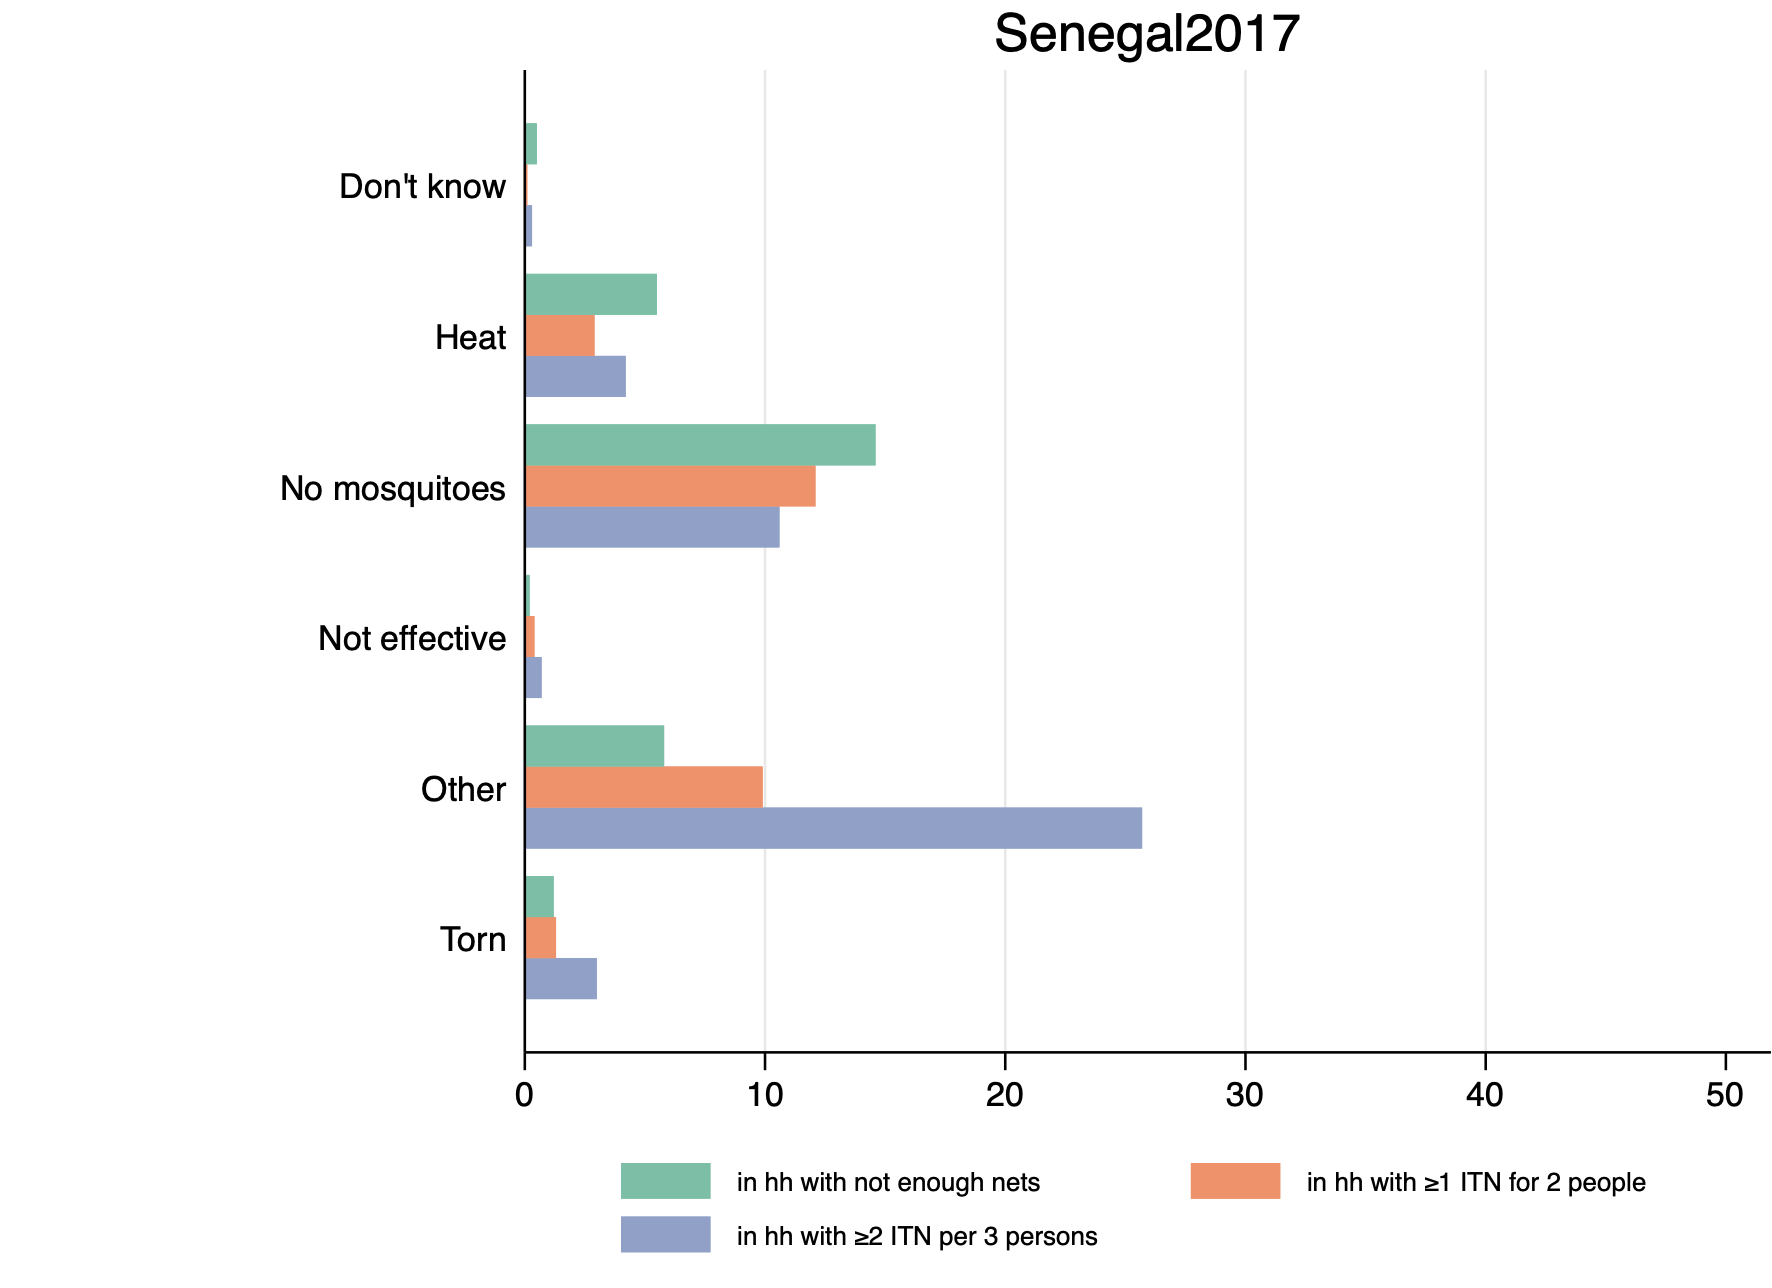 Senegal2017
Don't know
Heat
No mosquitoes
Not effective
Other
Torn
0 10 20 30 40 50
in hh with not enough nets in hh with ≥1 ITN for 2 people
in hh with ≥2 ITN per 3 persons